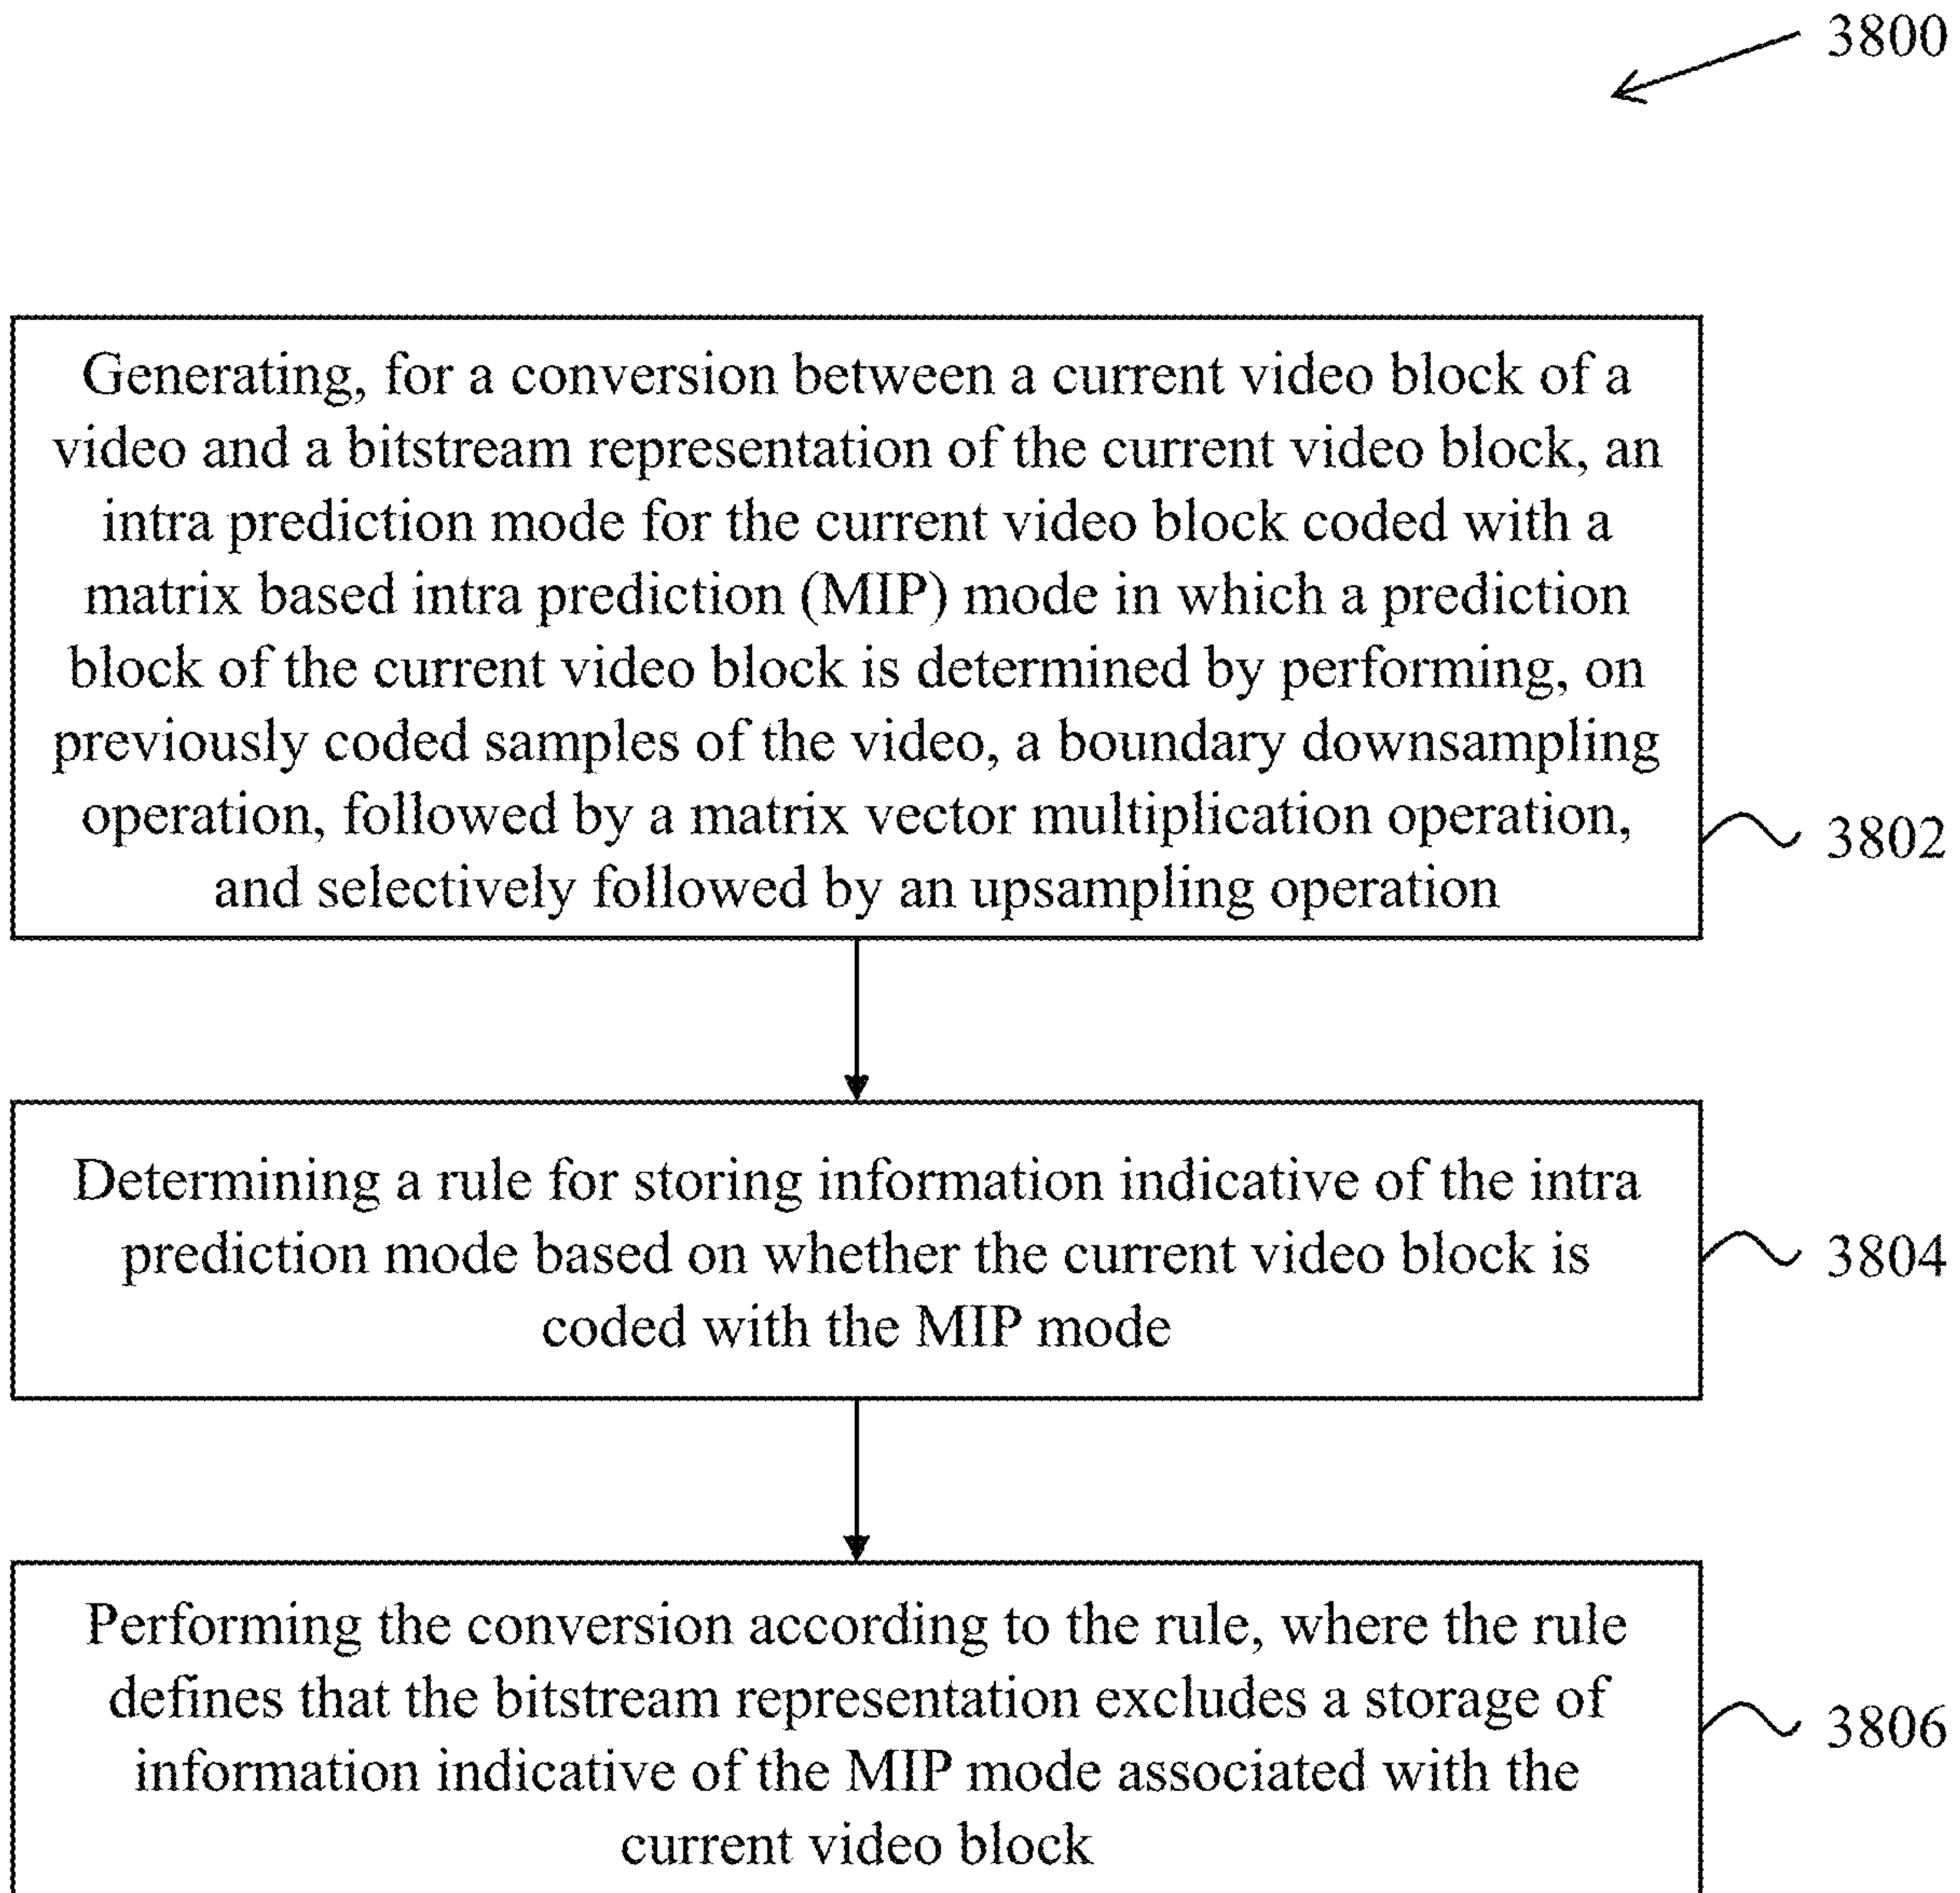 3800
Generating, for a conversion between a current video block of a
video and a bitstream representation of the current video block, an
intra prediction mode for the current video block coded with a
matrix based intra prediction (MIP) mode in which a prediction
block of the current video block is determined by performing, on
previously coded samples of the video, a boundary downsampling
operation, followed by a matrix vector multiplication operation,
and selectively followed by an upsampling operation
3802
Determining a rule for storing information indicative of the intra
prediction mode based on whether the current video block is
coded with the MIP mode
3804
Performing the conversion according to the rule, where the rule
defines that the bitstream representation excludes a storage of
information indicative of the MIP mode associated with the
current video block
3806